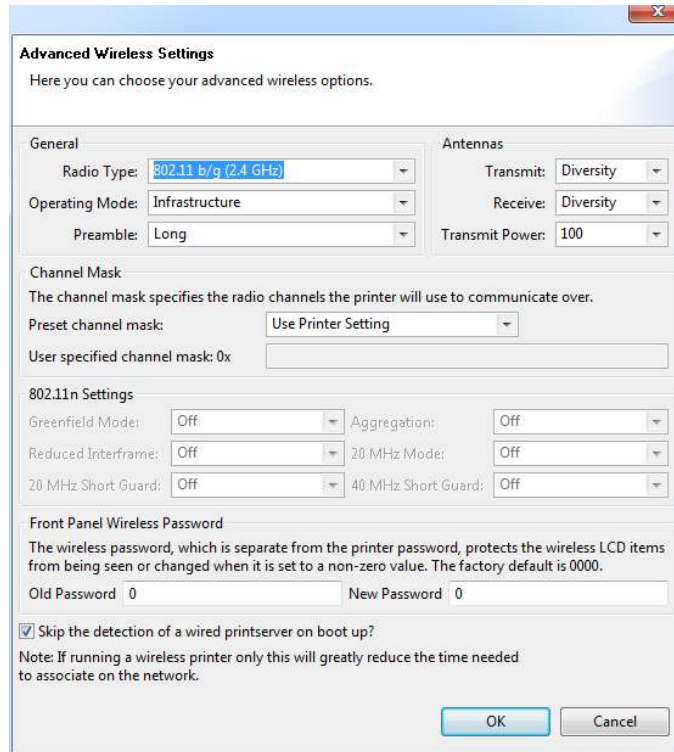 Advanced Wireless Settings
Here you can choose your advanced wireless options.
General
Radio Type: 802.11 b/g (2.4 GHz)
Operating Mode: Infrastructure
Preamble: Long
Antennas
Transmit: Diversity
Receive: Diversity
Transmit Power: 100
Channel Mask
The channel mask specifies the radio channels the printer will use to communicate over.
Preset channel mask: Use Printer Setting
User specified channel mask: 0x
802.11n Settings
Greenfield Mode: Off Aggregation: Off
Reduced Interframe: Off 20 MHz Mode: Off
20 MHz Short Guard: Off 40 MHz Short Guard: Off
Front Panel Wireless Password
The wireless password, which is separate from the printer password, protects the wireless LCD items
from being seen or changed when it is set to a non-zero value. The factory default is 0000.
Old Password 0 New Password 0
Skip the detection of a wired printserver on boot up?
Note: If running a wireless printer only this will greatly reduce the time needed
to associate on the network.
OK Cancel